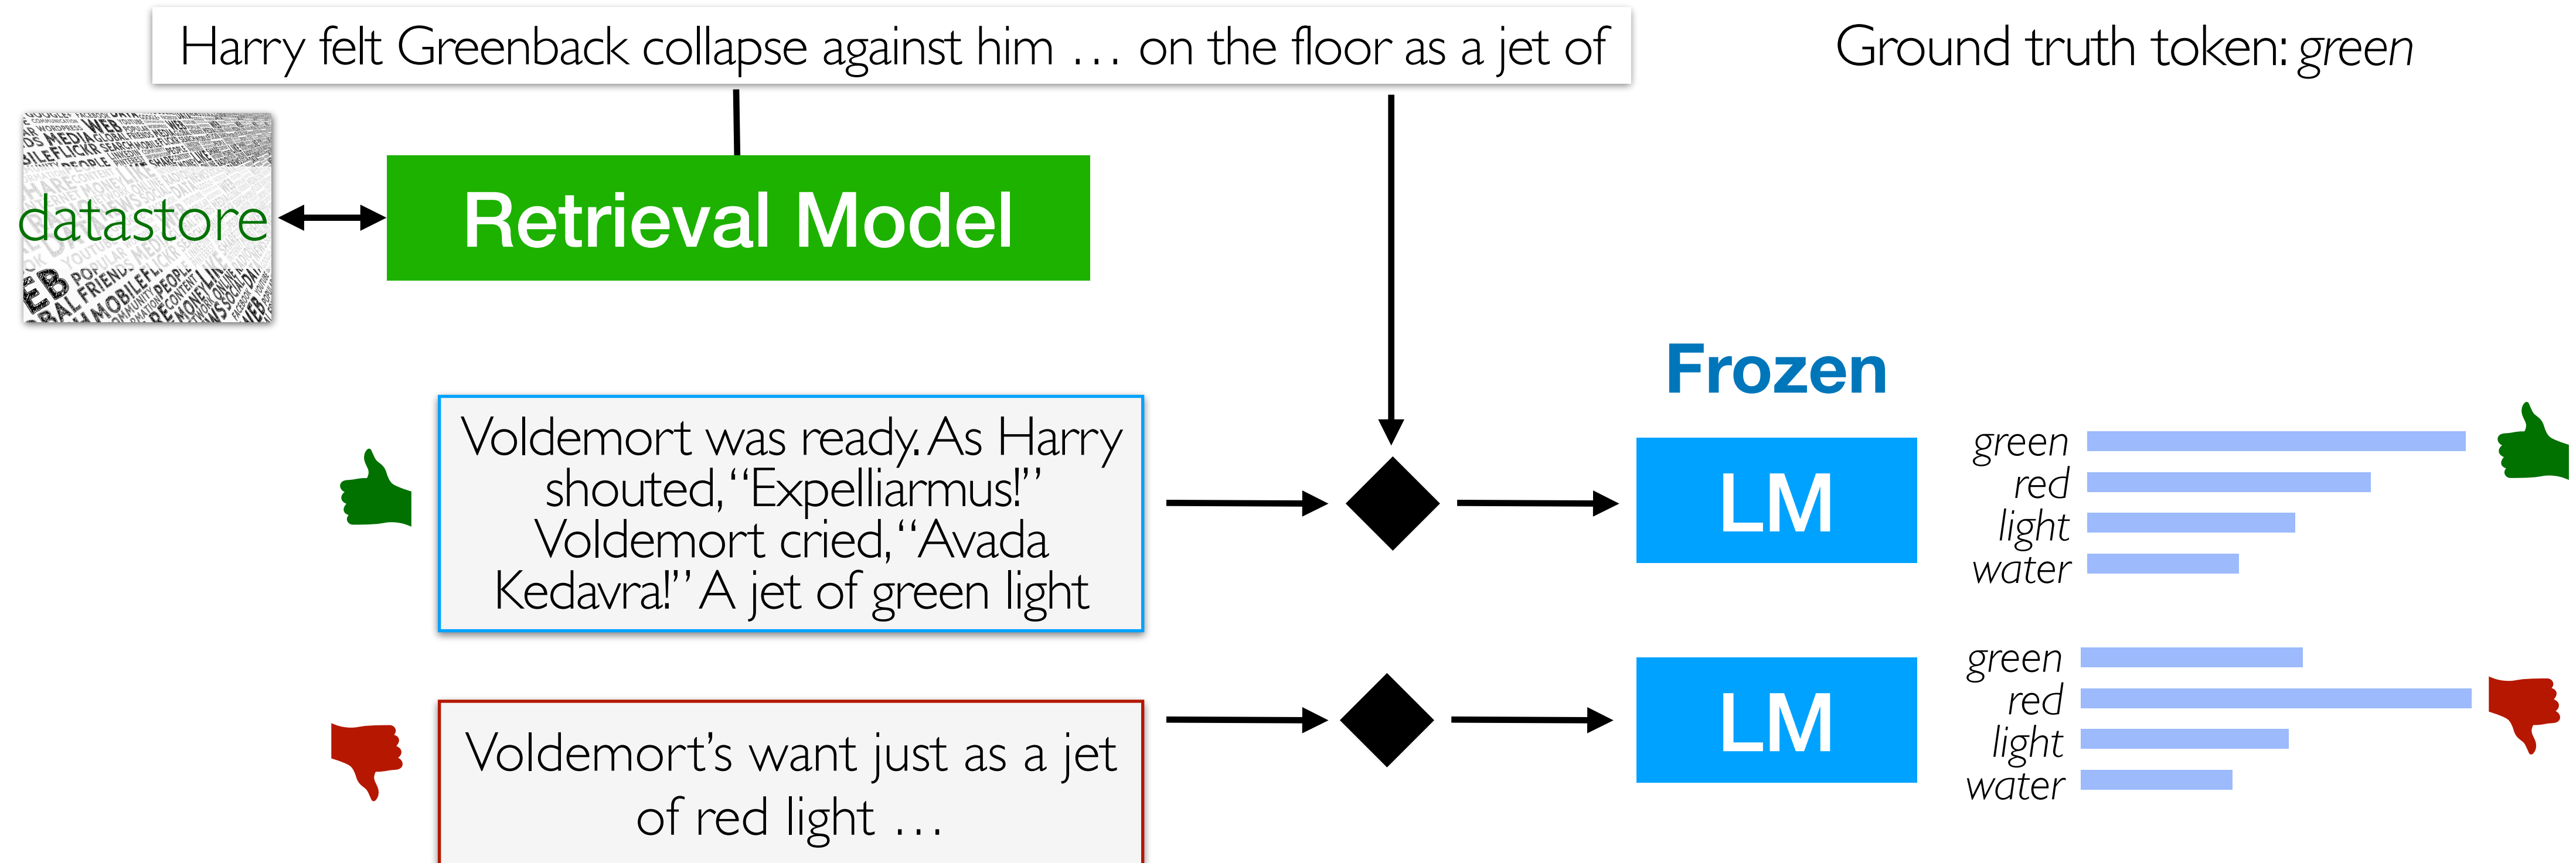 Harry felt Greenback collapse against him … on the floor as a jet of
Ground truth token: green
datastore
Retrieval Model
Frozen
Voldemort was ready. As Harry
shouted, “Expelliarmus!”
Voldemort cried, “Avada
Kedavra!” A jet of green light
LM
green
red
light
water
Voldemort’s want just as a jet
of red light …
LM
green
red
light
water